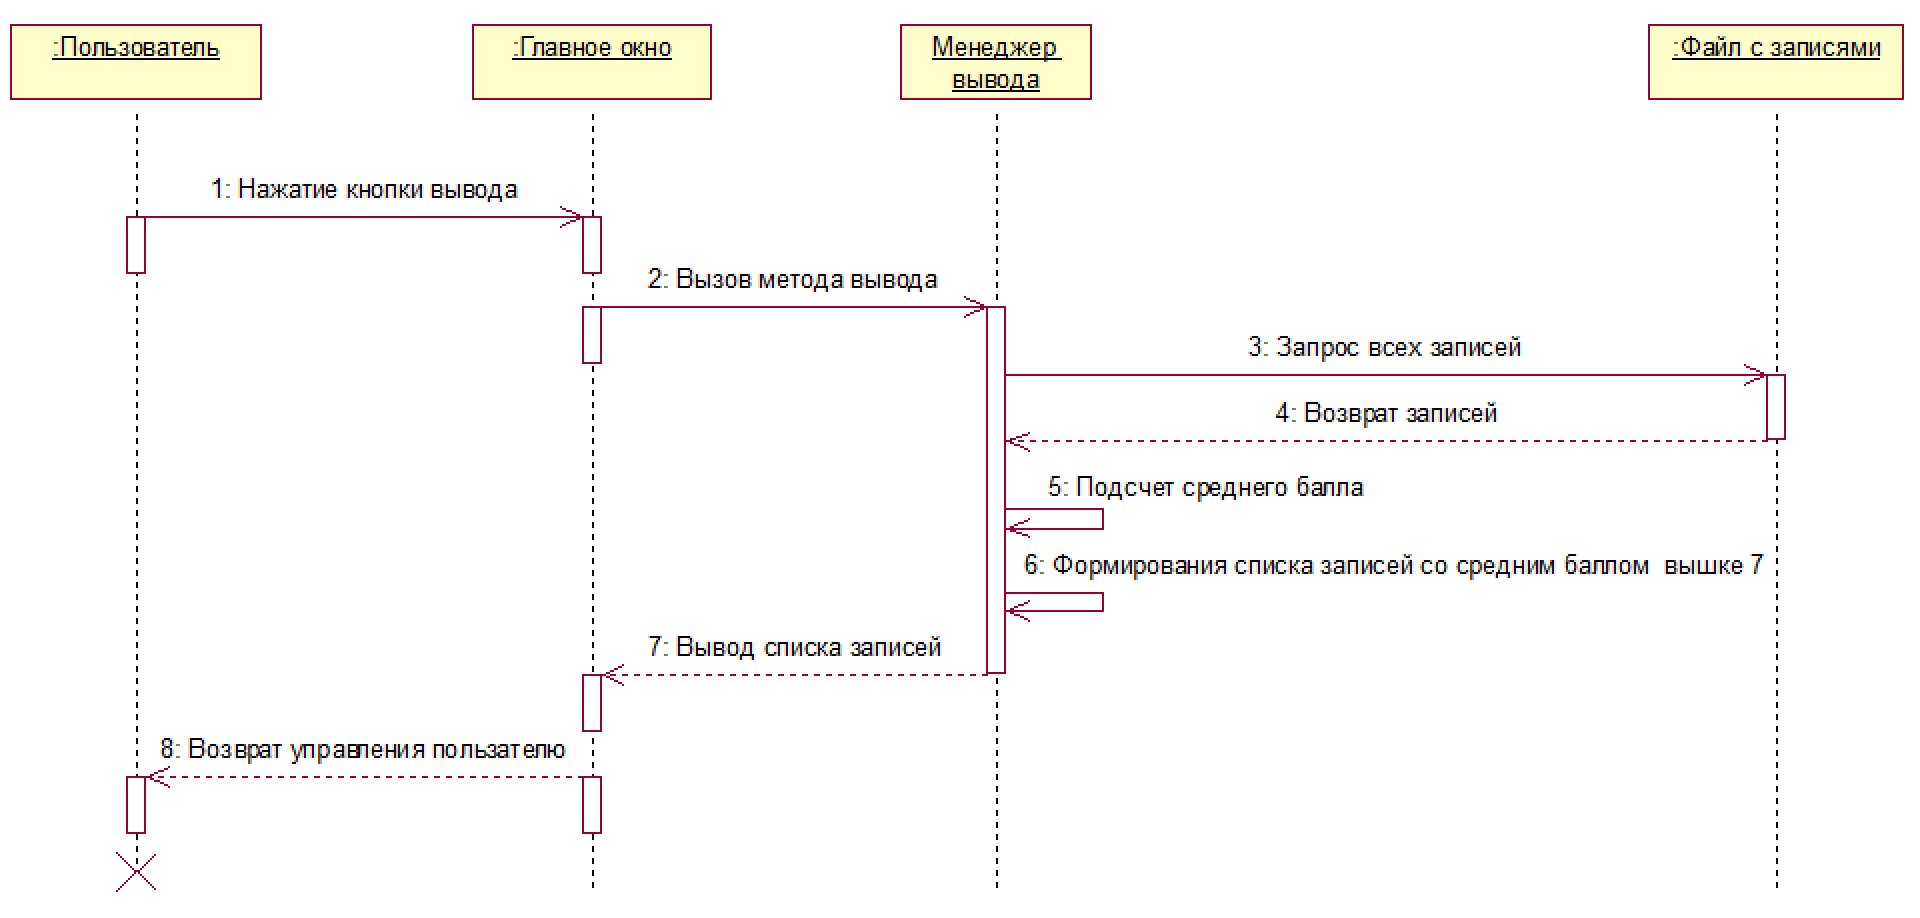 :Пользователь
:Главное окно
Менеджер
вывода
:Файл с записями
1: Нажатие кнопки вывода
2: Вызов метода вывода
3: Запрос всех записей
4: Возврат записей
5: Подсчет среднего балла
6: Формирования списка записей со средним баллом  вышке 7
7: Вывод списка записей
8: Возврат управления пользателю